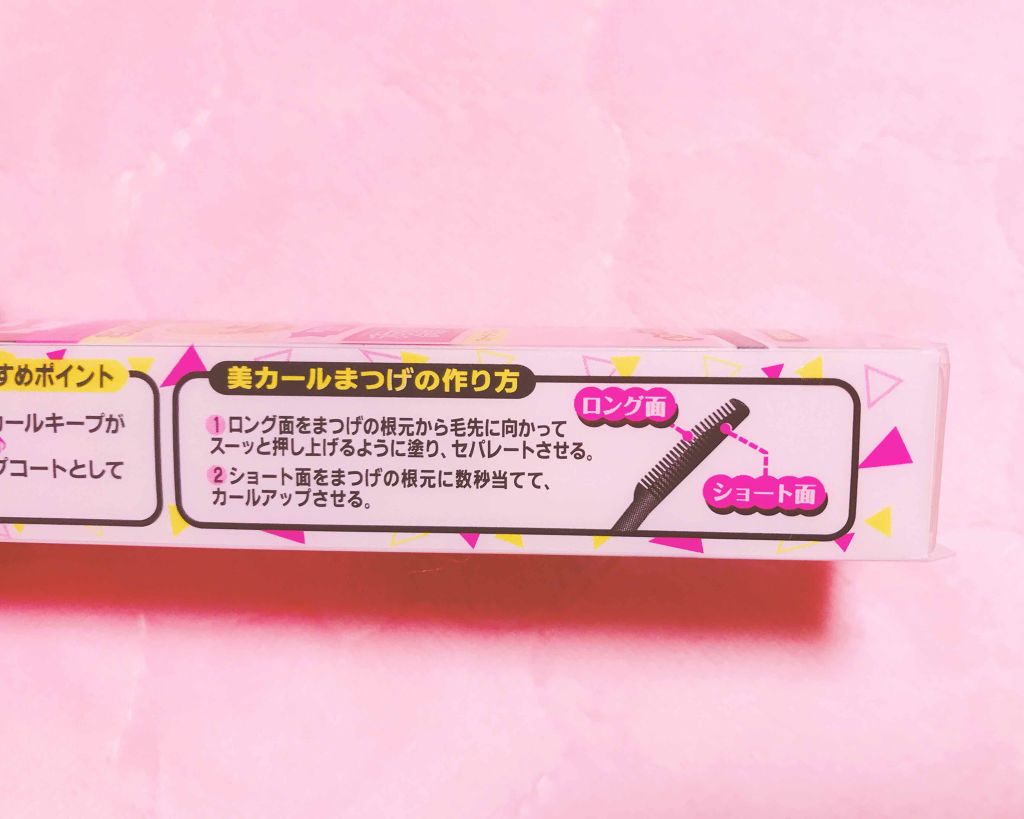 すめポイント
カールキープが
プコートとして
美カールまつげの作り方
1 ロング面をまつげの根元から毛先に向かって
スーッと押し上げるように塗り、セパレートさせる。
2 ショート面をまつげの根元に数秒当てて、
カールアップさせる。
ロング面
ショート面